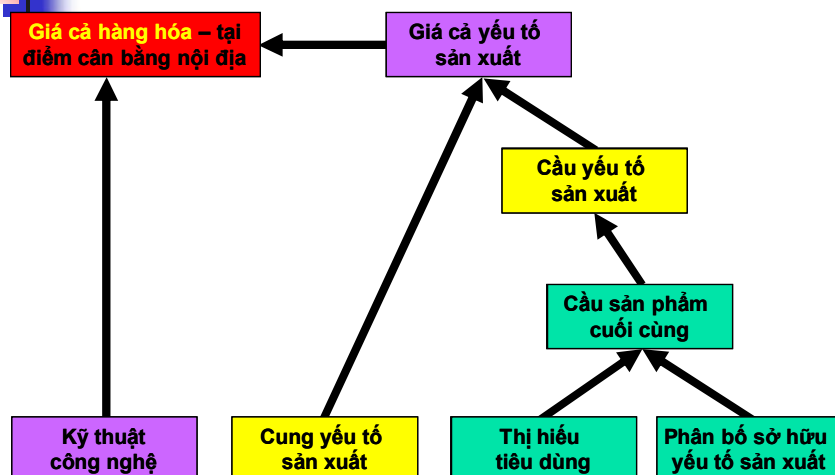 Giá cả hàng hóa – tại
điểm cân bằng nội địa
Giá cả yếu tố
sản xuất
Cầu yếu tố
sản xuất
Cầu sản phẩm
cuối cùng
Kỹ thuật
công nghệ
Cung yếu tố
sản xuất
Thị hiếu
tiêu dùng
Phân bố sở hữu
yếu tố sản xuất